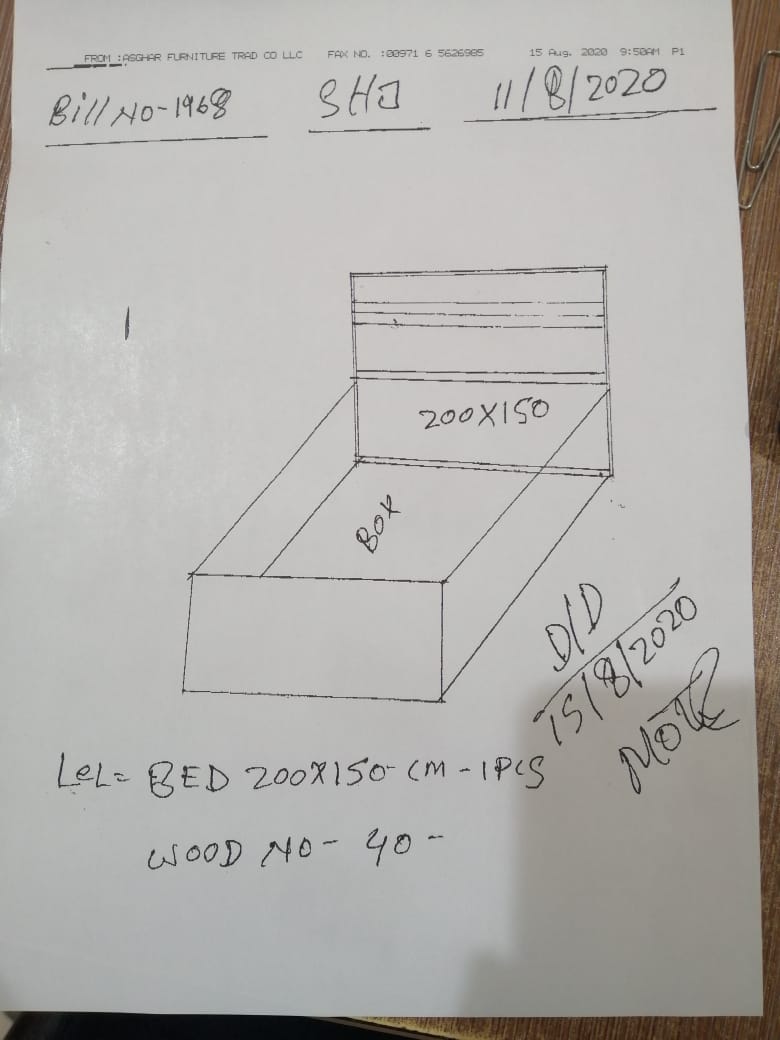 FROM :ASGHAR FURNITURE TRAD CO LLC FAX NO. :00971 6 5626985 15 Aug. 2020 9:50AM P1
Bill NO-1968 SHJ 11/8/2020
1
200X150
BOX
D/D
15/8/2020
LeL= BED 200X150-CM-1PCS
WOOD NO- 40-